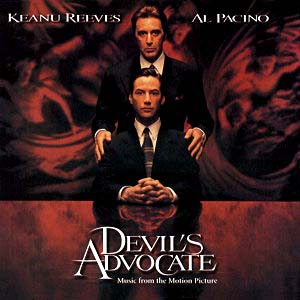 KEANU REEVES AL PACINO
DEVIL'S
ADVOCATE
Music from the Motion Picture